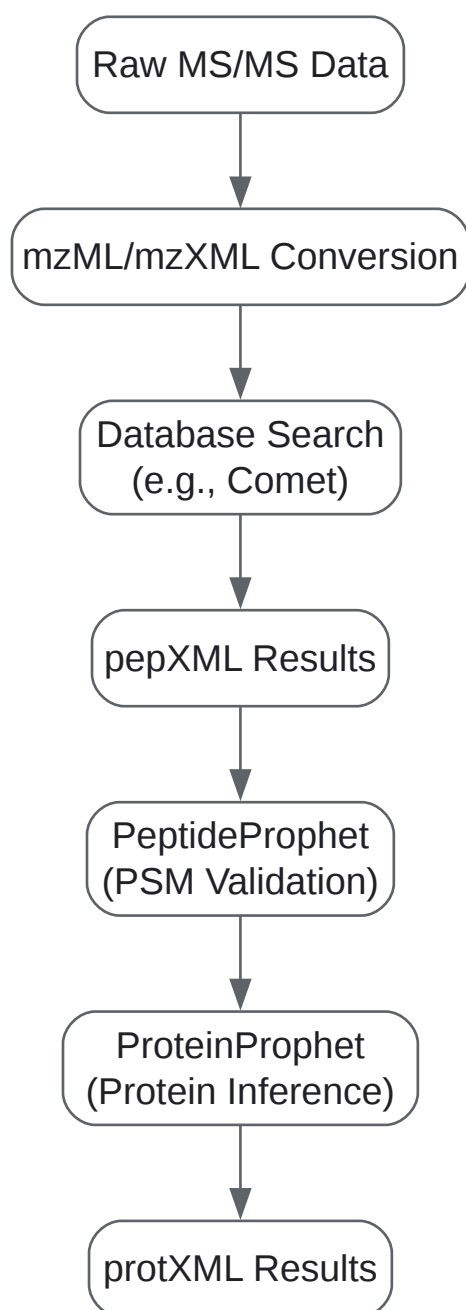 Raw MS/MS Data
mzML/mzXML Conversion
Database Search
(e.g., Comet)
pepXML Results
PeptideProphet
(PSM Validation)
ProteinProphet
(Protein Inference)
protXML Results